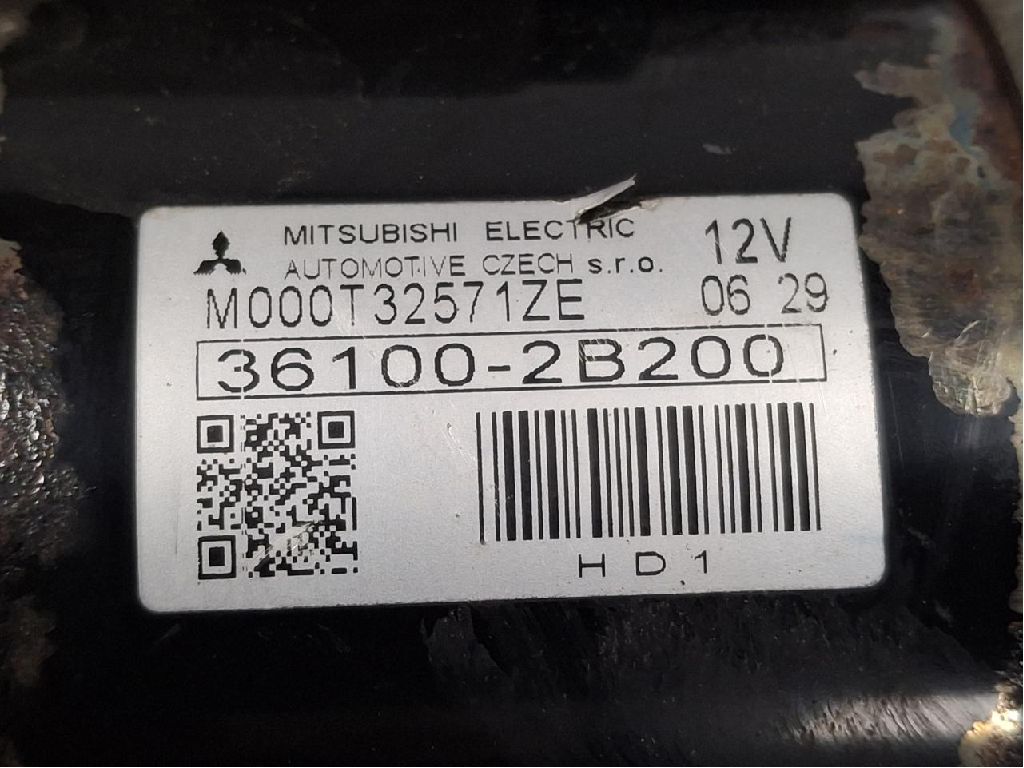 MITSUBISHI ELECTRIC 12V
AUTOMOTIVE CZECH s.r.o.
M000T32571ZE 06 29
36100-2B200
HD1